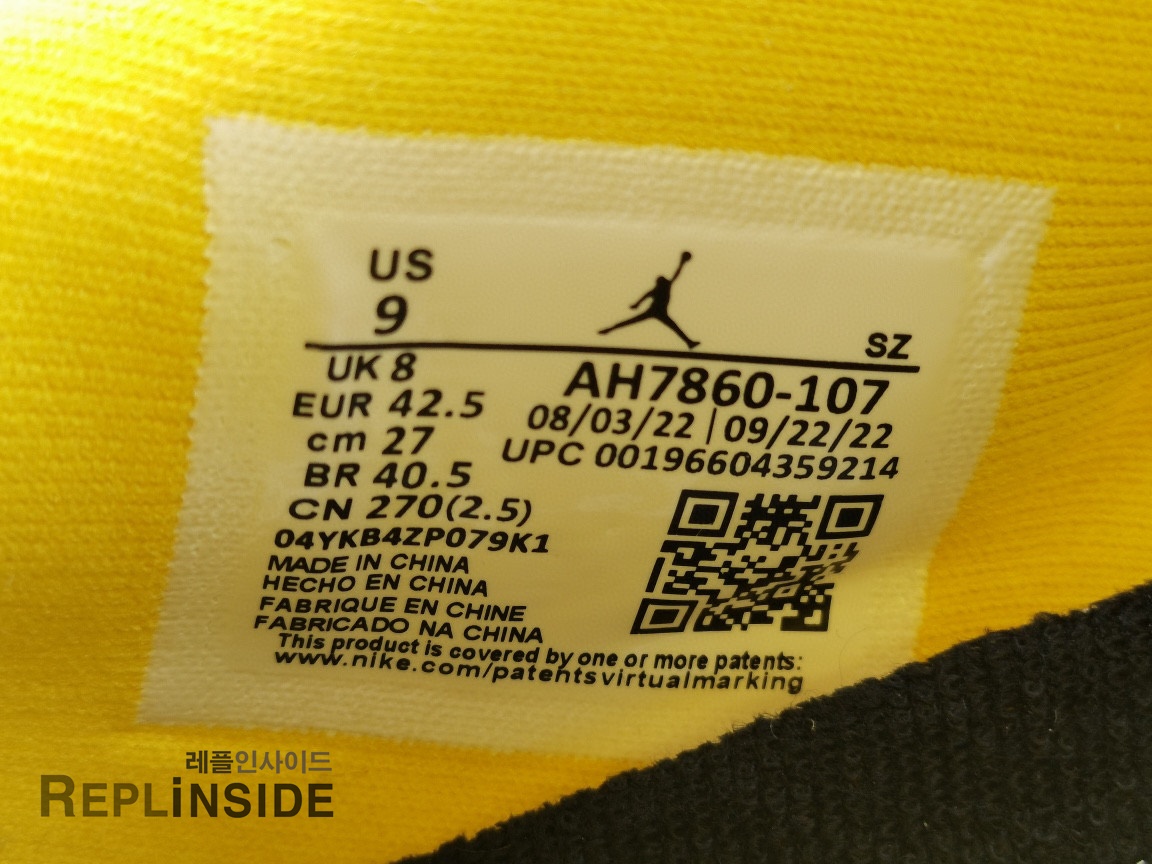 US
9
SZ
UK 8
AH7860-107
EUR 42.5
08/03/22 | 09/22/22
cm 27
UPC 00196604359214
BR 40.5
CN 270(2.5)
04YKB4ZP079K1
MADE IN CHINA
HECHO EN CHINA
FABRIQUE EN CHINE
FABRICADO NA CHINA
This product is covered by one or more patents:
www.nike.com/patentsvirtualmarking
레플인사이드
REPLiNSIDE